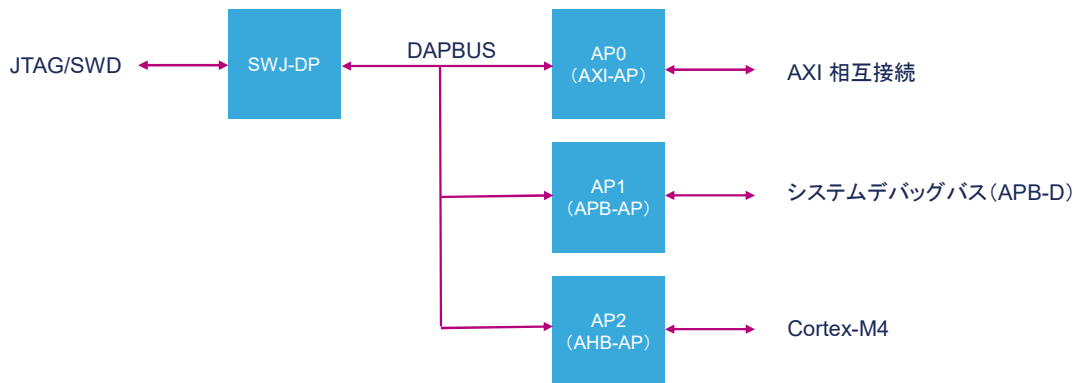 JTAG/SWD
SWJ-DP
DAPBUS
AP0
（AXI-AP）
AXI 相互接続
AP1
（APB-AP）
システムデバッグバス（APB-D）
AP2
（AHB-AP）
Cortex-M4